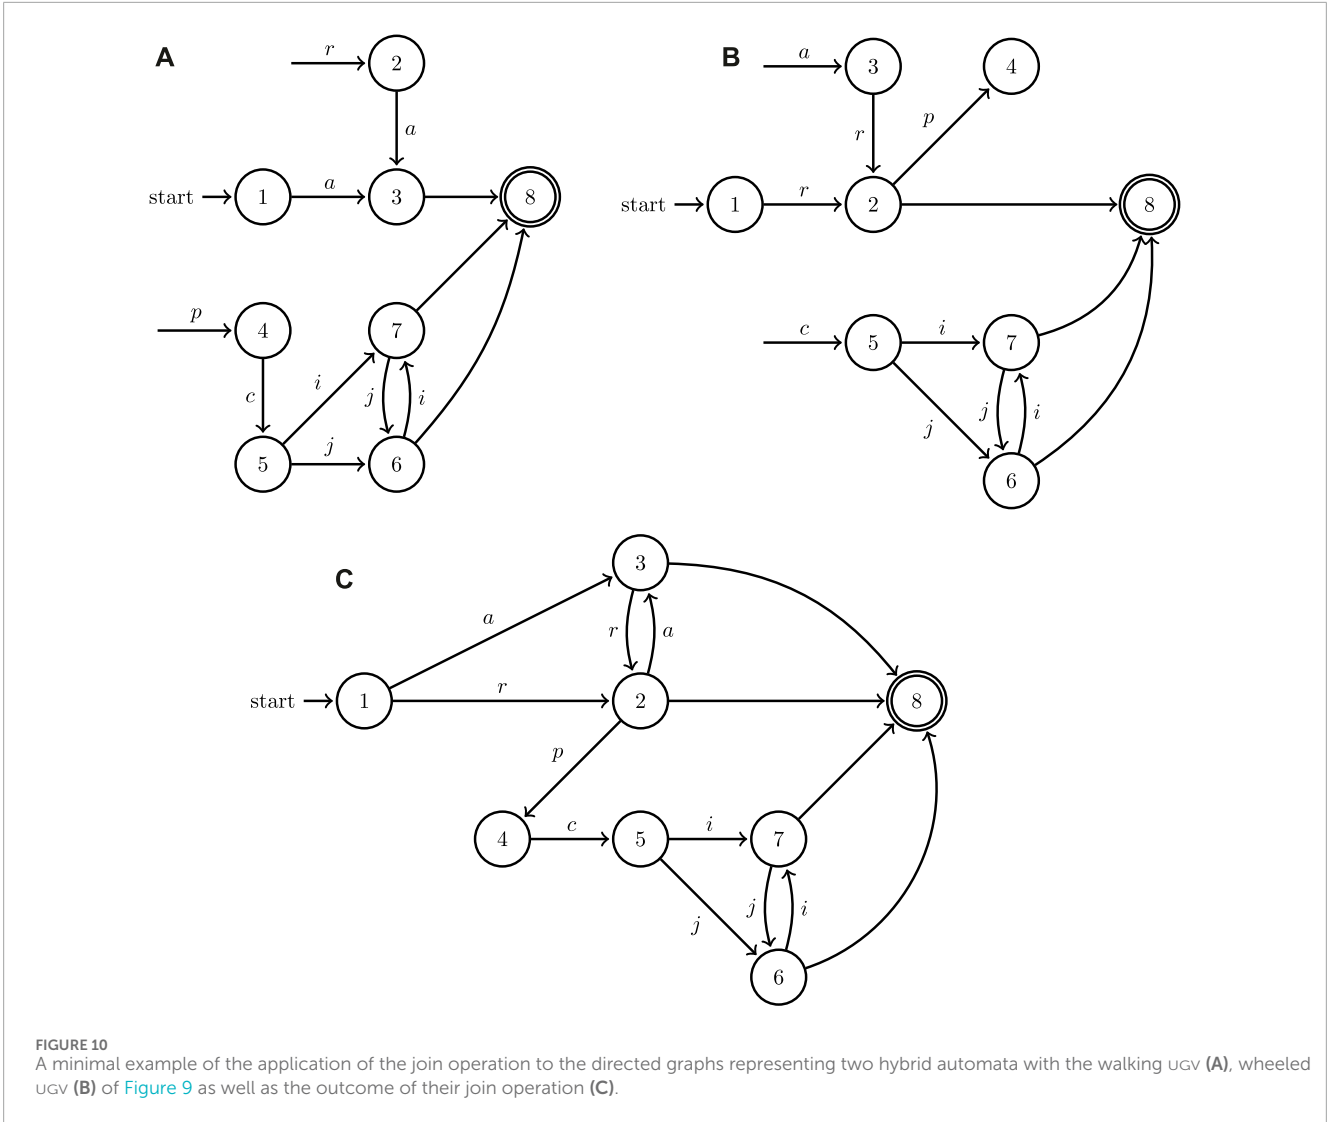 A
r
2
a
start
1
a
3
8
p
4
7
c
i
j
i
5
j
6
B
a
3
4
r
p
start
1
r
2
8
c
5
i
7
j
j
i
6
C
3
a
r
a
start
1
r
2
8
p
4
c
5
i
7
j
j
i
6
FIGURE 10
A minimal example of the application of the join operation to the directed graphs representing two hybrid automata with the walking UGV (A), wheeled
UGV (B) of Figure 9 as well as the outcome of their join operation (C).